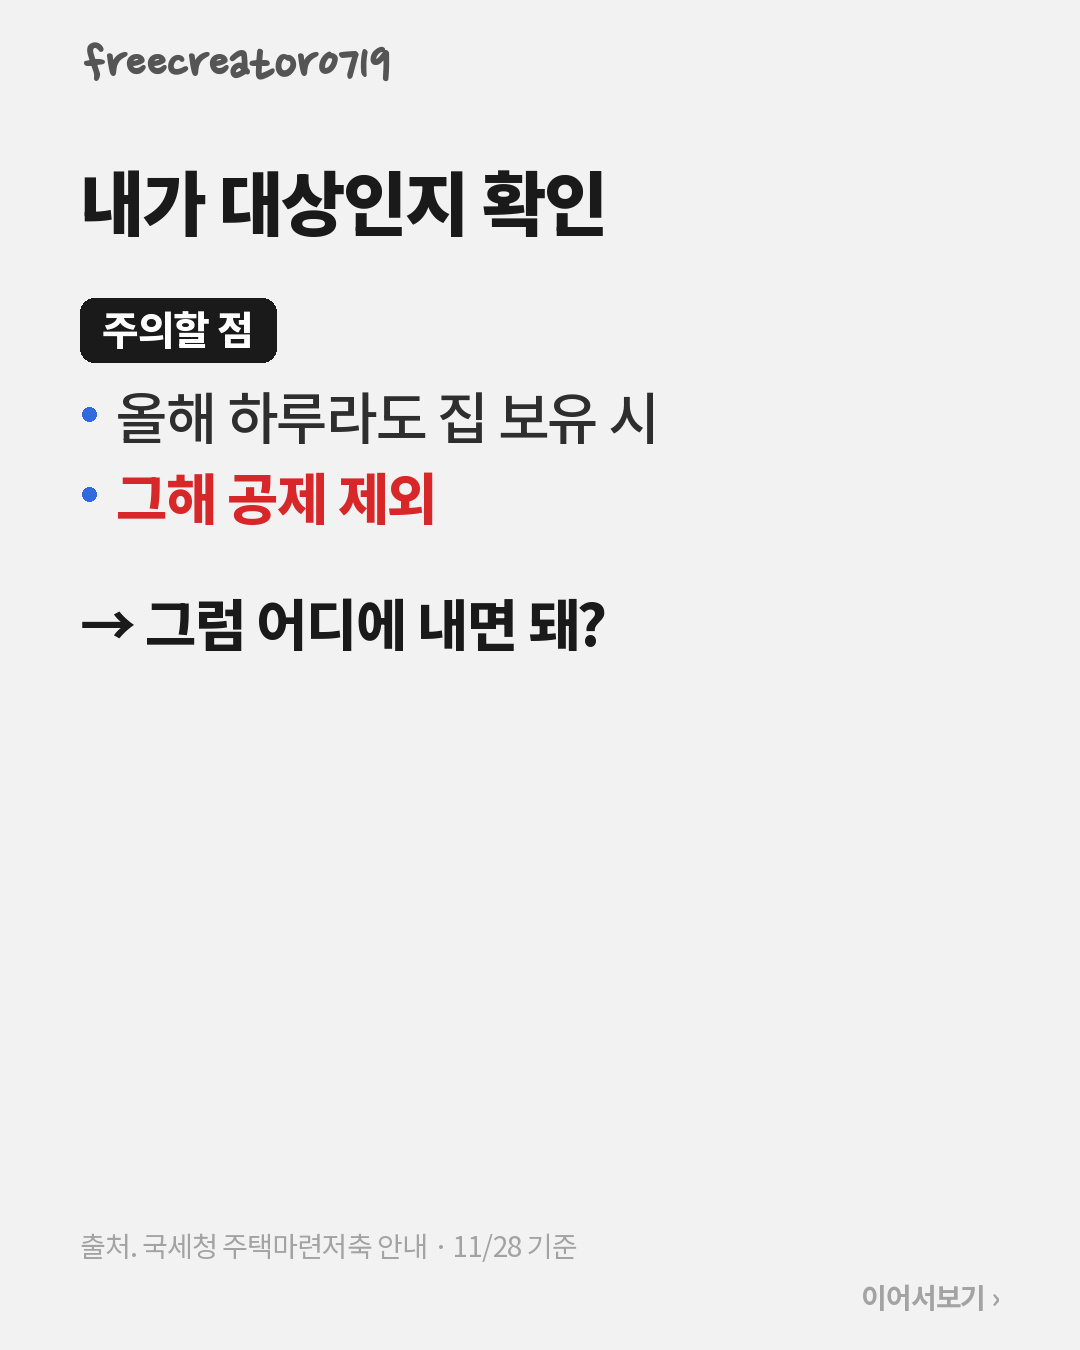 freecreator0719
내가 대상인지 확인
주의할 점
• 올해 하루라도 집 보유 시
• 그해 공제 제외
→ 그럼 어디에 내면 돼?
출처. 국세청 주택마련저축 안내 · 11/28 기준
이어서보기 ›